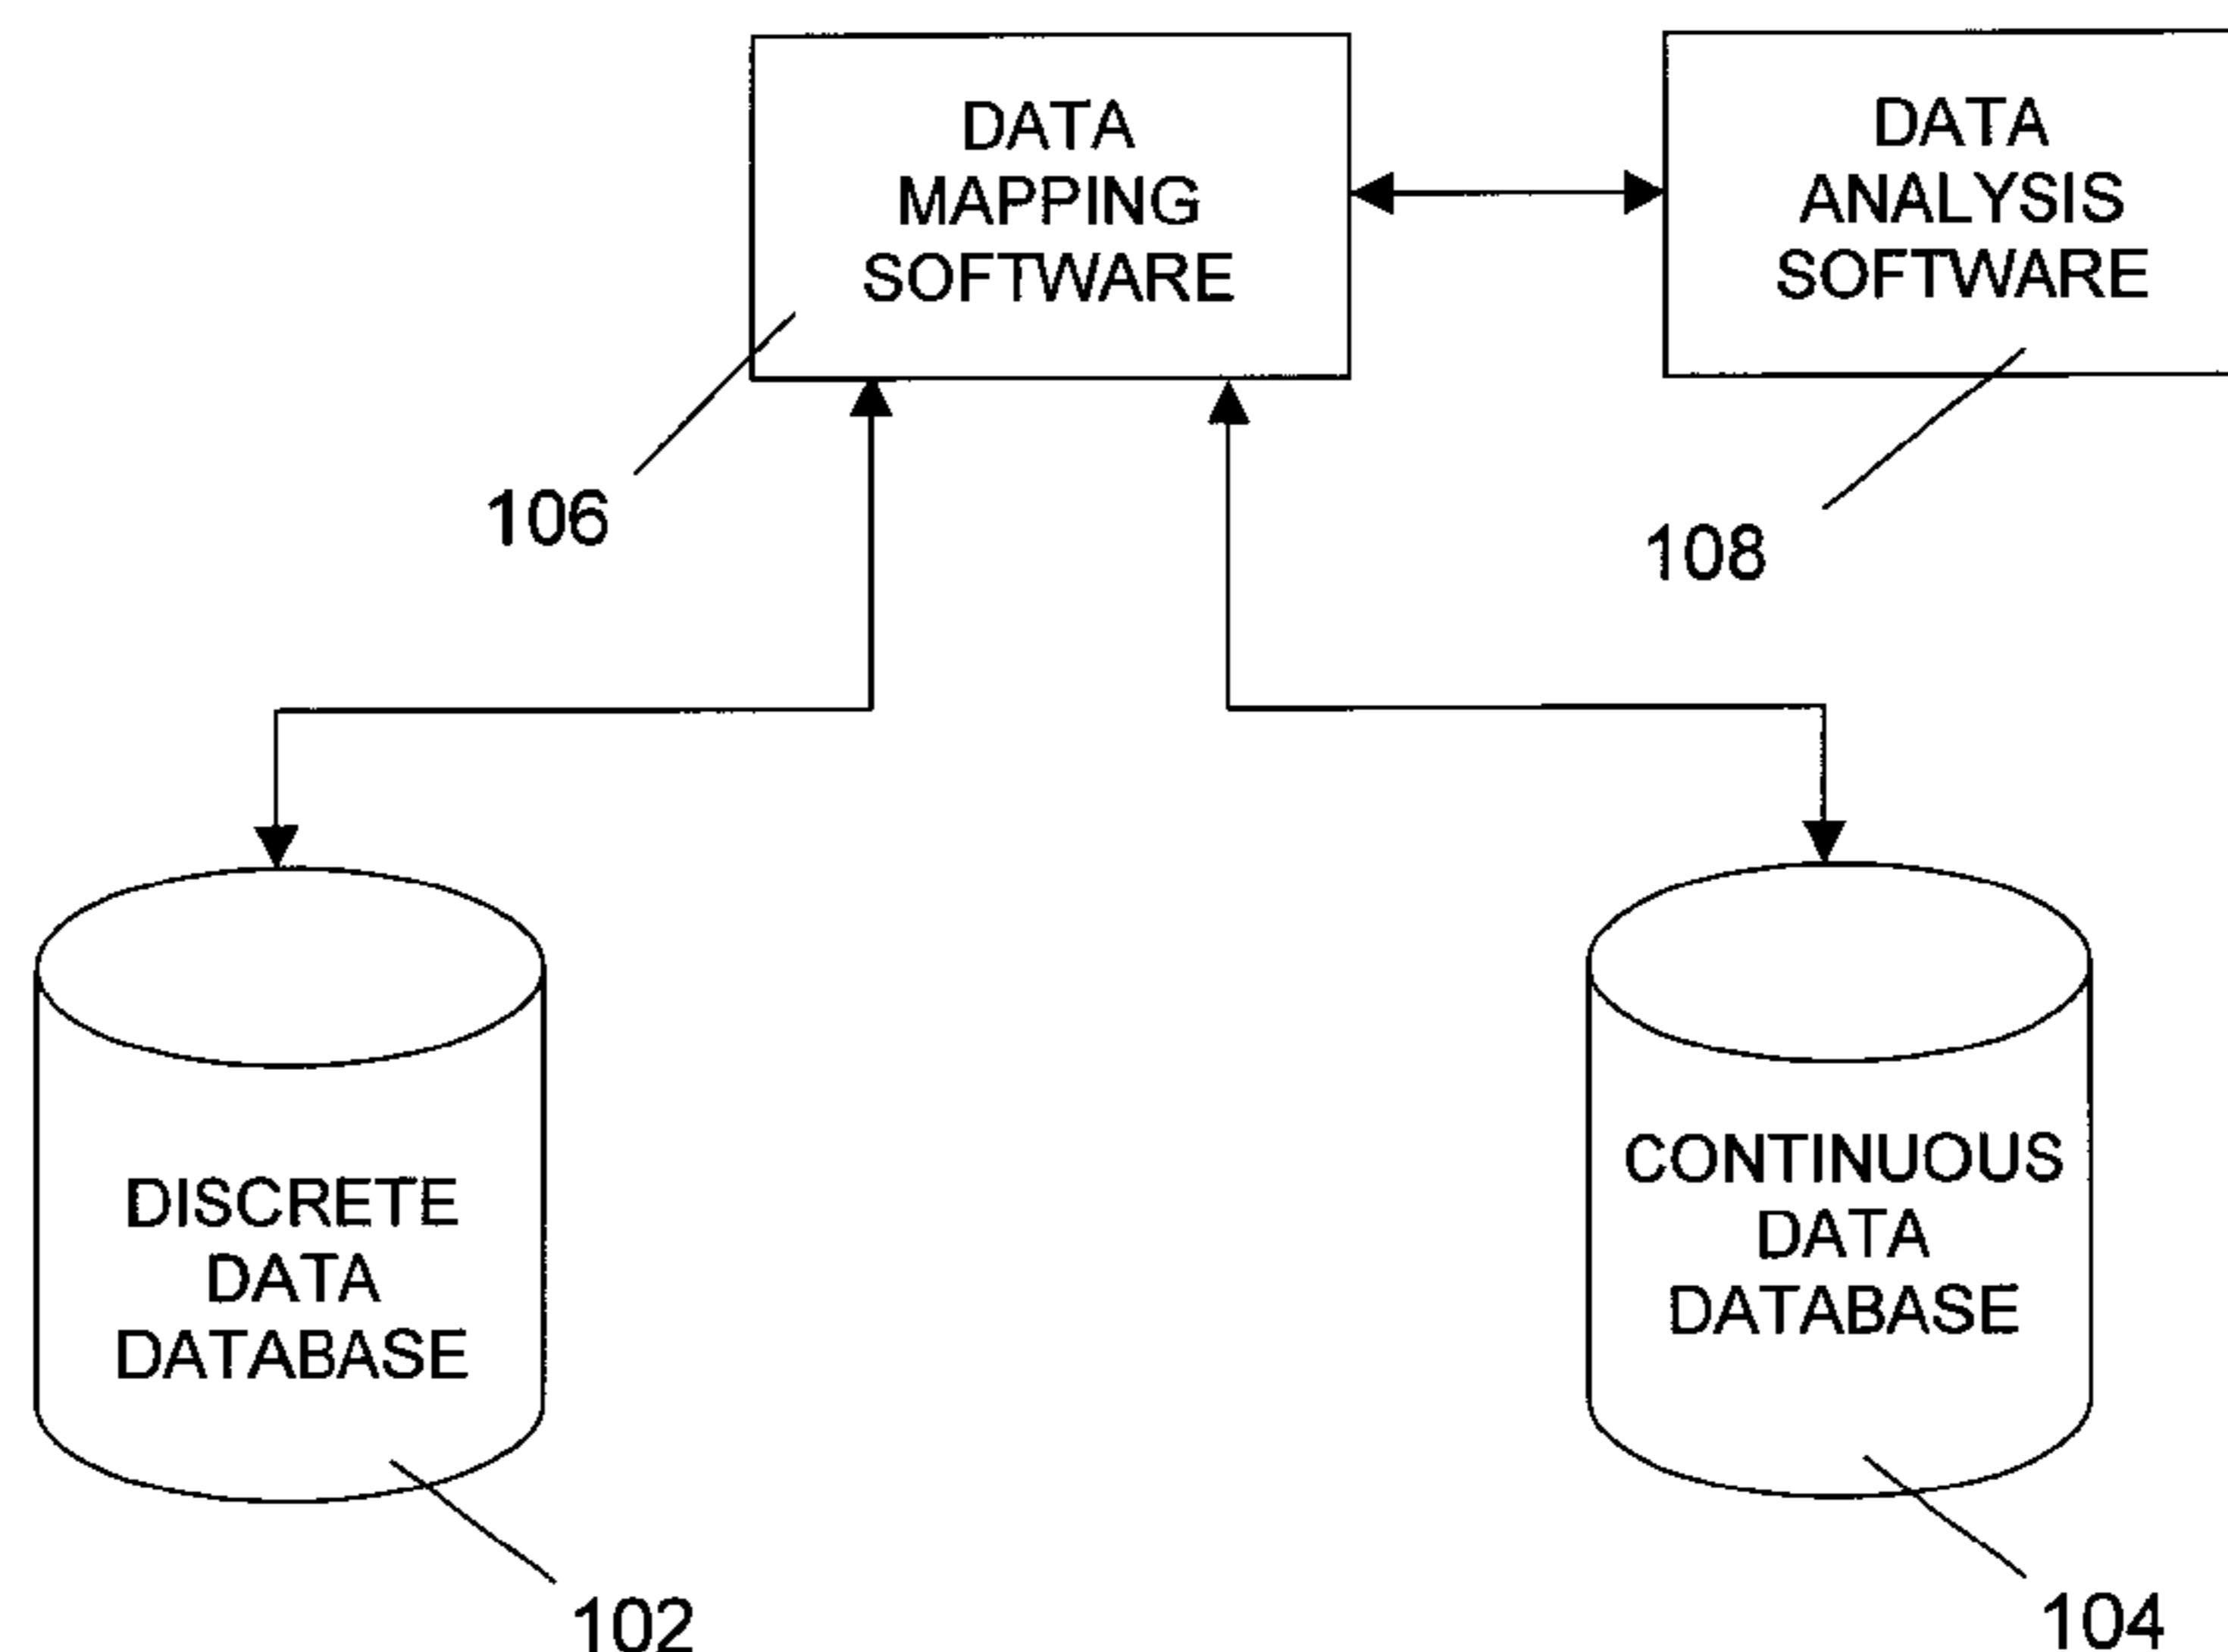 DATA
MAPPING
SOFTWARE
DATA
ANALYSIS
SOFTWARE
106
108
DISCRETE
DATA
DATABASE
CONTINUOUS
DATA
DATABASE
102
104